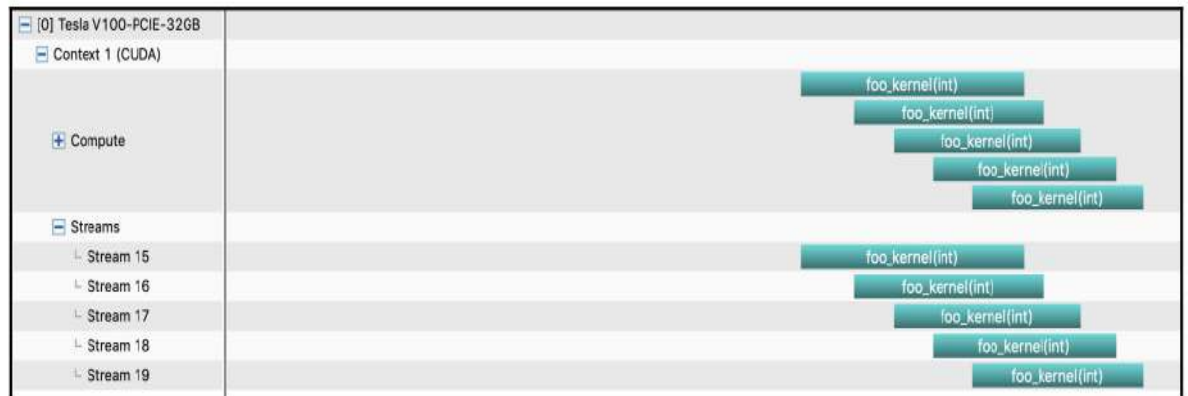 [0] Tesla V100-PCIE-32GB
Context 1 (CUDA)
Compute
foo_kernel(int)
foo_kernel(int)
foo_kernel(int)
foo_kernel(int)
foo_kernel(int)
Streams
Stream 15 foo_kernel(int)
Stream 16 foo_kernel(int)
Stream 17 foo_kernel(int)
Stream 18 foo_kernel(int)
Stream 19 foo_kernel(int)